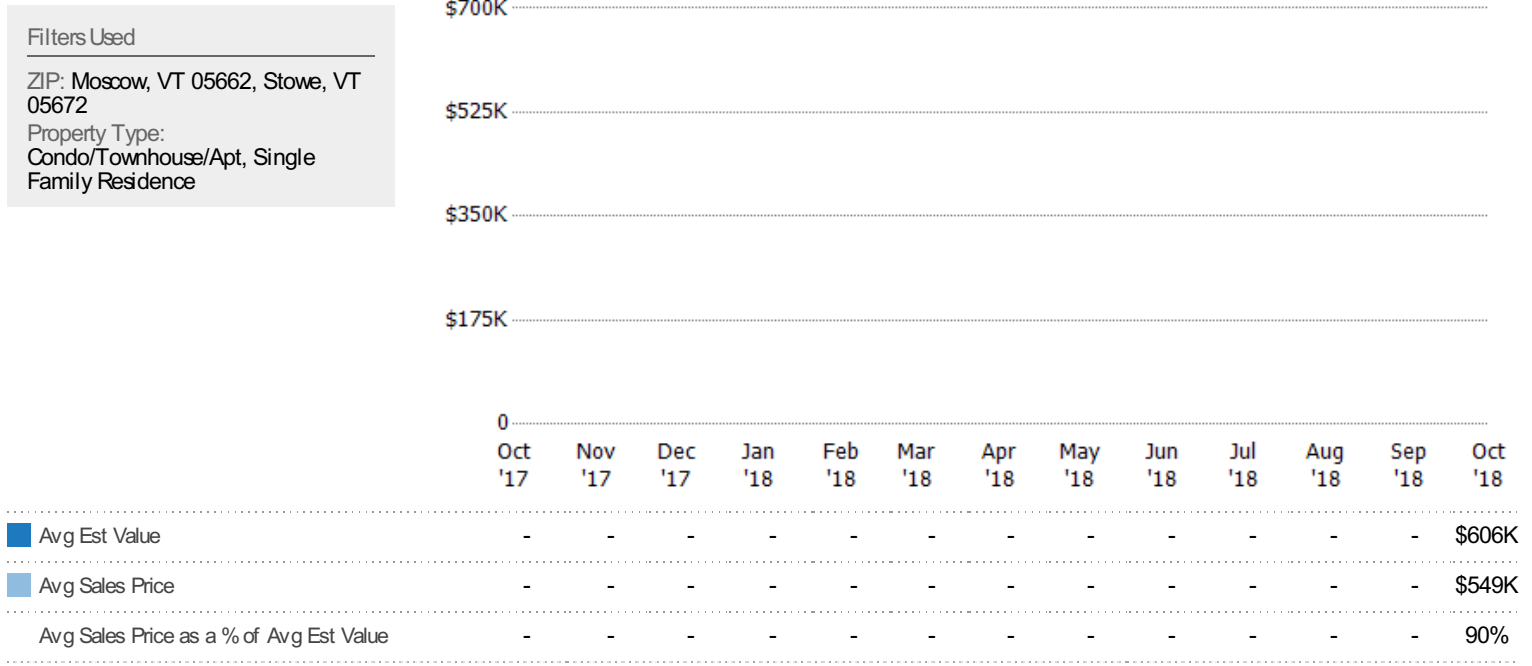 Filters Used
ZIP: Moscow, VT 05662, Stowe, VT
05672
Property Type:
Condo/Townhouse/Apt, Single
Family Residence
$700K
$525K
$350K
$175K
0
Oct Nov Dec Jan Feb Mar Apr May Jun Jul Aug Sep Oct
'17 '17 '17 '18 '18 '18 '18 '18 '18 '18 '18 '18 '18
Avg Est Value - - - - - - - - - - - - $606K
Avg Sales Price - - - - - - - - - - - - $549K
Avg Sales Price as a % of Avg Est Value - - - - - - - - - - - - 90%